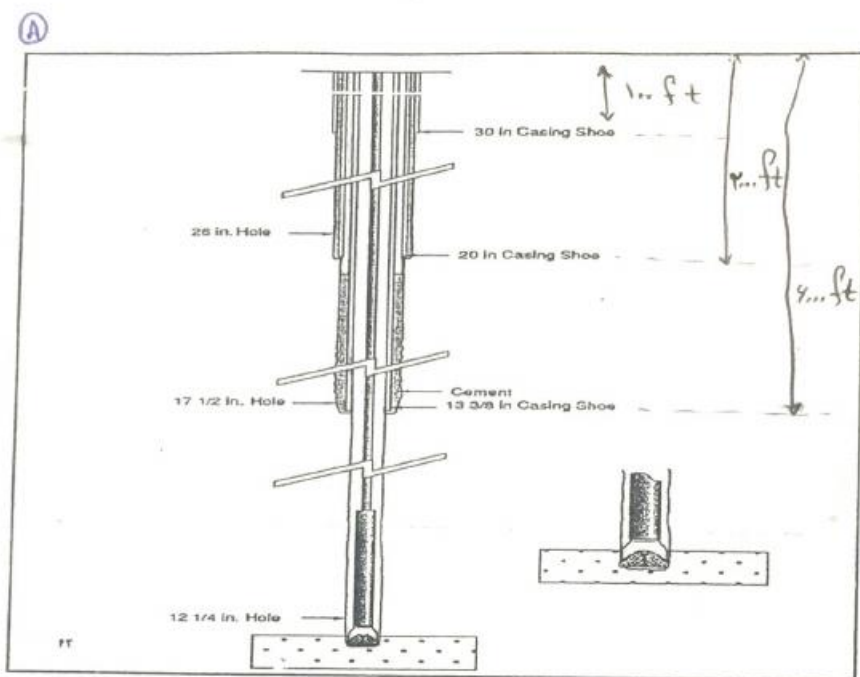 A
۱۰۰ ft
30 in Casing Shoe
ft
26 in. Hole
20 in Casing Shoe
ft
Cement
17 1/2 in. Hole
13 3/8 in Casing Shoe
12 1/4 in. Hole